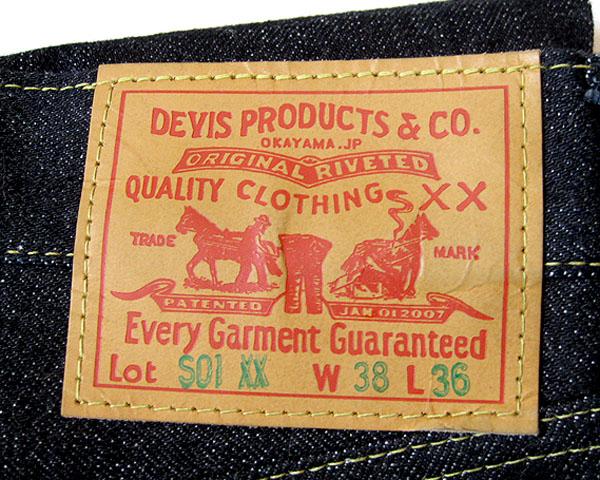 DEVIS PRODUCTS & CO.
OKAYAMA.JP
ORIGINAL RIVETED
QUALITY CLOTHING XX
TRADE MARK
PATENTED JAN 01 2007
Every Garment Guaranteed
Lot S01 XX W 38 L 36